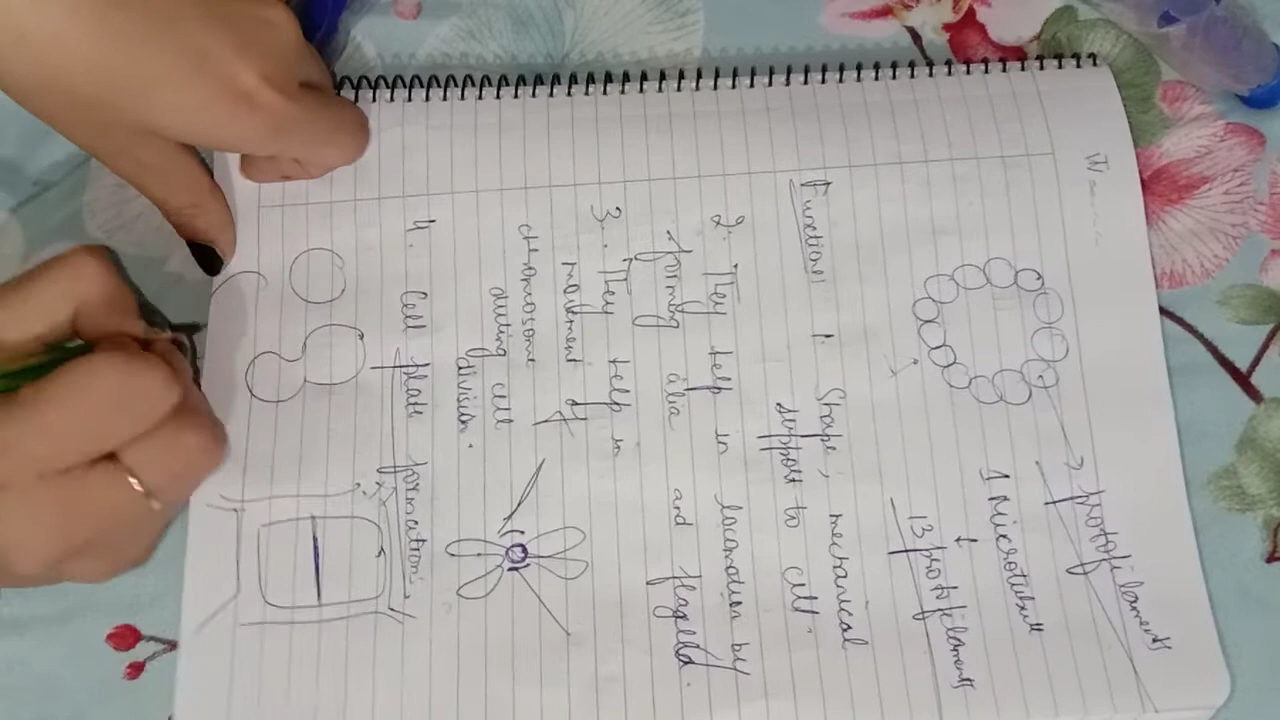 protofilaments
1 Microtubule
↓
13 protofilaments
Functions 1. Shape, mechanical
support to cell.
2. They help in locomotion by
forming cilia and flagella.
3. They help in
movement of
chromosome
during cell
division.
4. Cell plate formation: